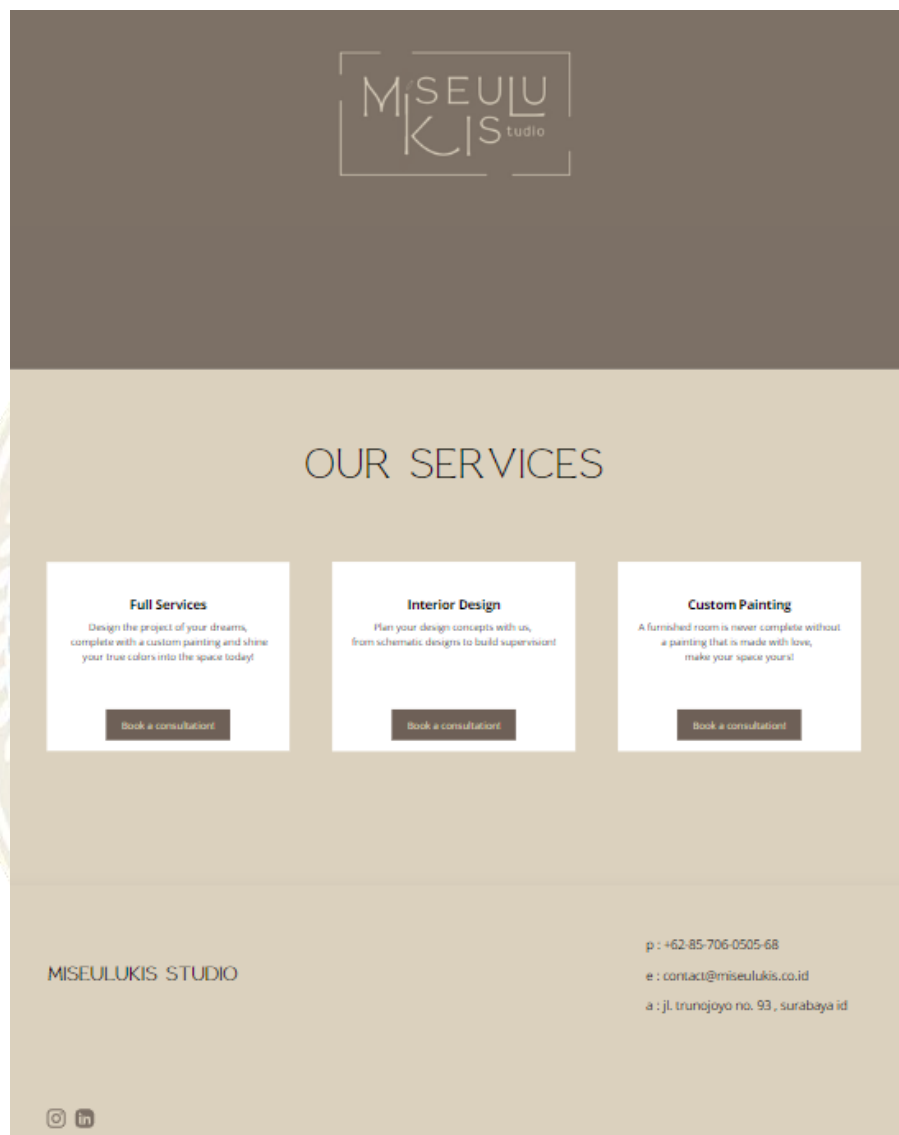 MISEULU
KIStudio
OUR SERVICES
Full Services
Design the project of your dreams,
complete with a custom painting and shine
your true colors into the space today!
Book a consultation!
Interior Design
Plan your design concepts with us,
from schematic designs to build supervision!
Book a consultation!
Custom Painting
A furnished room is never complete without
a painting that is made with love,
make your space yours!
Book a consultation!
MISEULUKIS STUDIO
p : +62-85-706-0505-68
e : contact@miseulukis.co.id
a : jl. trunojoyo no. 93 , surabaya id
in